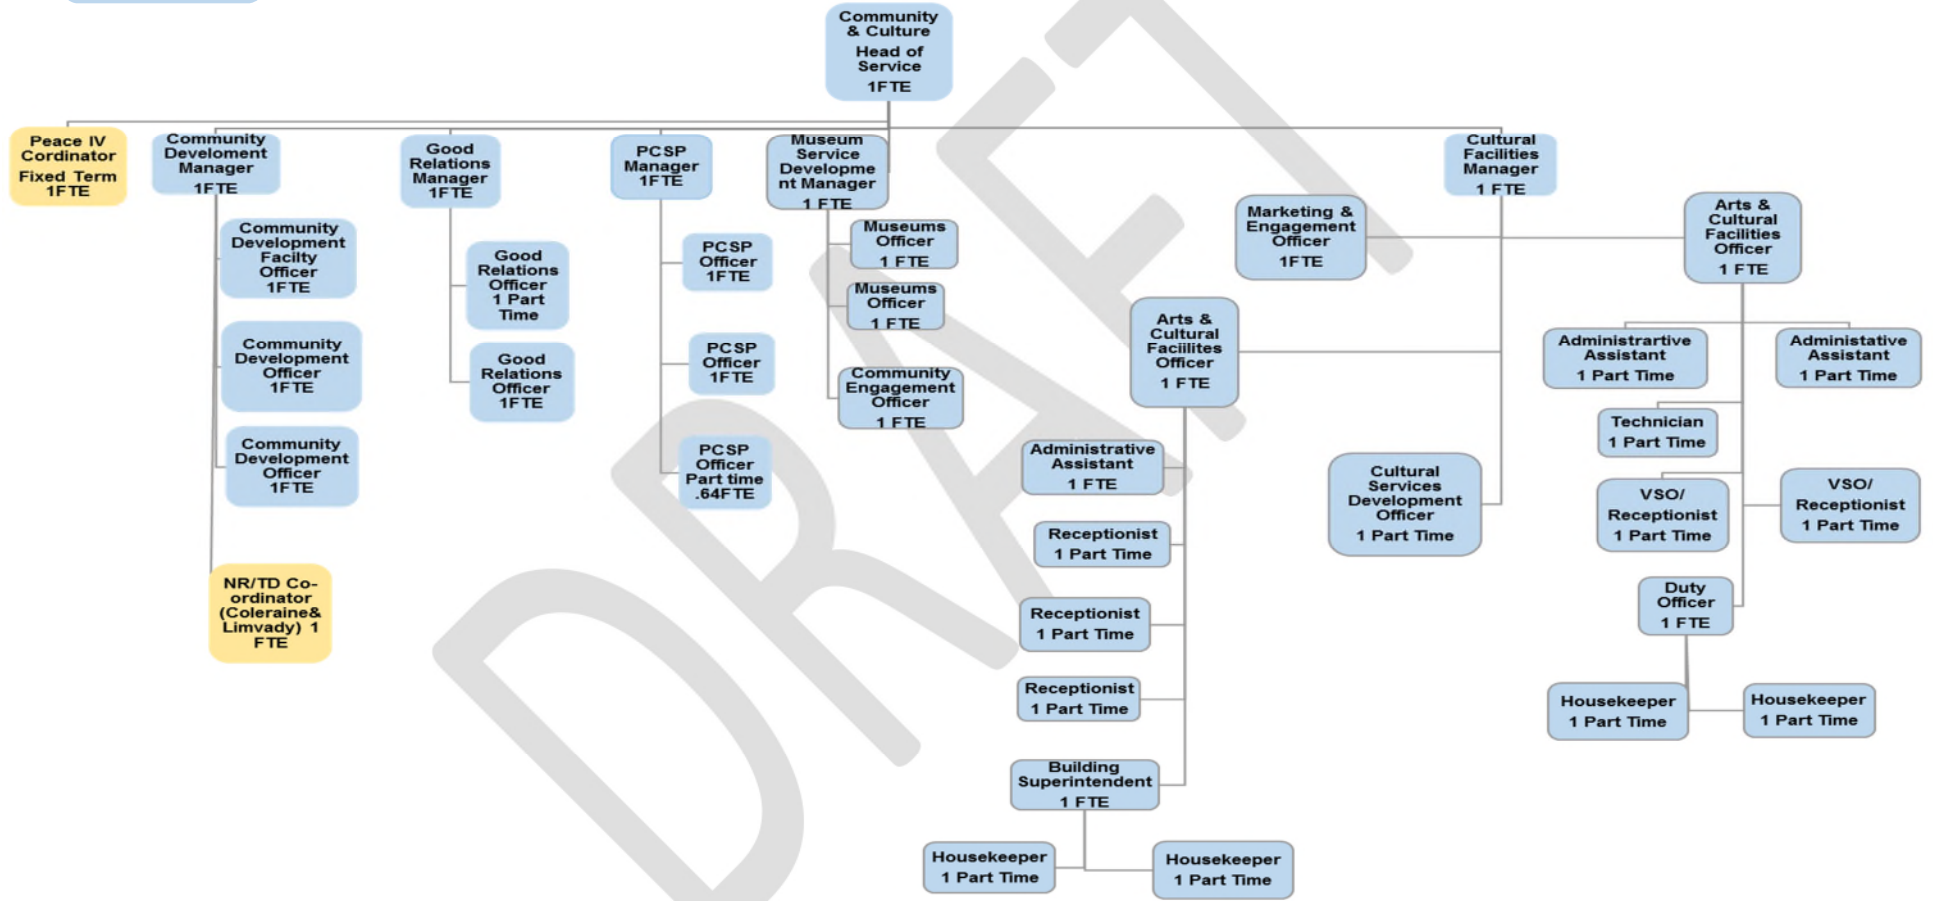 Community
& Culture
Head of
Service
1FTE
Peace IV
Cordinator
Fixed Term
1FTE
Community
Develoment
Manager
1FTE
Good
Relations
Manager
1FTE
PCSP
Manager
1FTE
Museum
Service
Developme
nt Manager
1 FTE
Cultural
Facilities
Manager
1 FTE
Community
Development
Facilty
Officer
1FTE
Community
Development
Officer
1FTE
Community
Development
Officer
1FTE
NR/TD Co-
ordinator
(Coleraine&
Limvady) 1
FTE
Good
Relations
Officer
1 Part
Time
Good
Relations
Officer
1FTE
PCSP
Officer
1FTE
PCSP
Officer
1FTE
PCSP
Officer
Part time
.64FTE
Museums
Officer
1 FTE
Museums
Officer
1 FTE
Community
Engagement
Officer
1 FTE
Marketing &
Engagement
Officer
1FTE
Arts &
Cultural
Facilities
Officer
1 FTE
Arts &
Cultural
Faciilites
Officer
1 FTE
Administrative
Assistant
1 FTE
Receptionist
1 Part Time
Receptionist
1 Part Time
Receptionist
1 Part Time
Building
Superintendent
1 FTE
Housekeeper
1 Part Time
Housekeeper
1 Part Time
Cultural
Services
Development
Officer
1 Part Time
Administrartive
Assistant
1 Part Time
Administative
Assistant
1 Part Time
Technician
1 Part Time
VSO/
Receptionist
1 Part Time
VSO/
Receptionist
1 Part Time
Duty
Officer
1 FTE
Housekeeper
1 Part Time
Housekeeper
1 Part Time
DRAFT